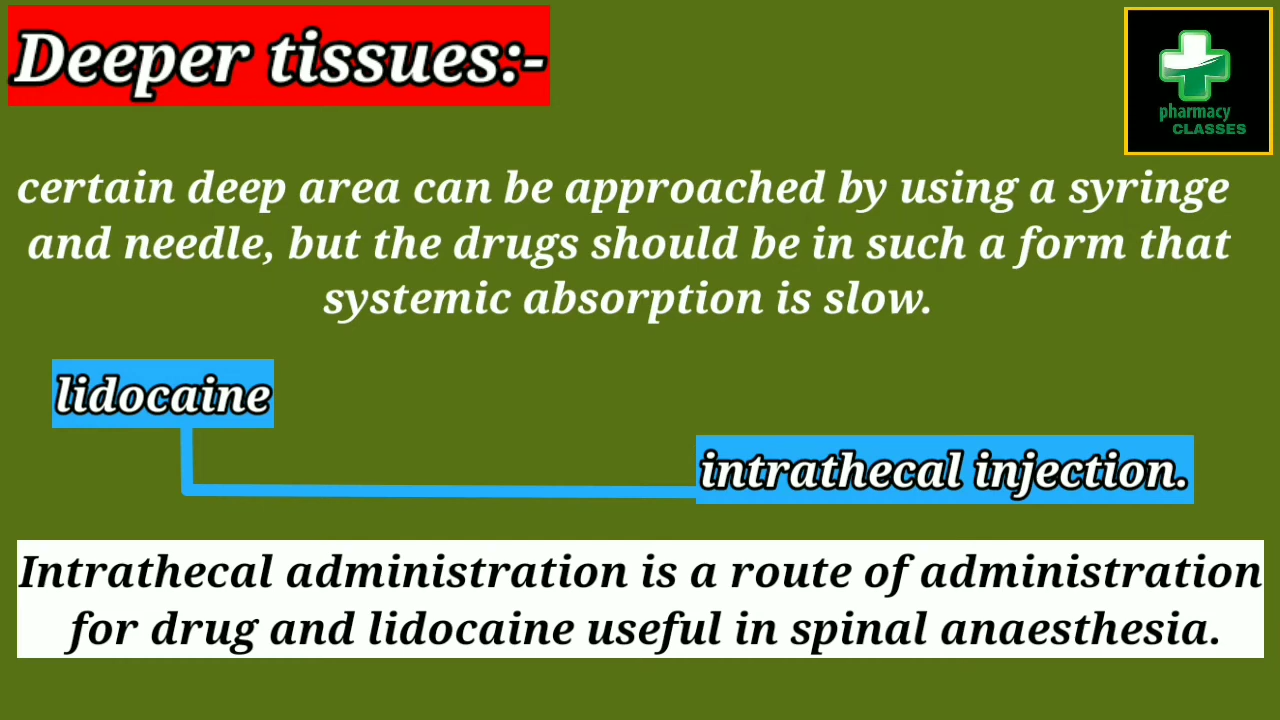 Deeper tissues:-
pharmacy
CLASSES
certain deep area can be approached by using a syringe
and needle, but the drugs should be in such a form that
systemic absorption is slow.
lidocaine
intrathecal injection.
Intrathecal administration is a route of administration
for drug and lidocaine useful in spinal anaesthesia.